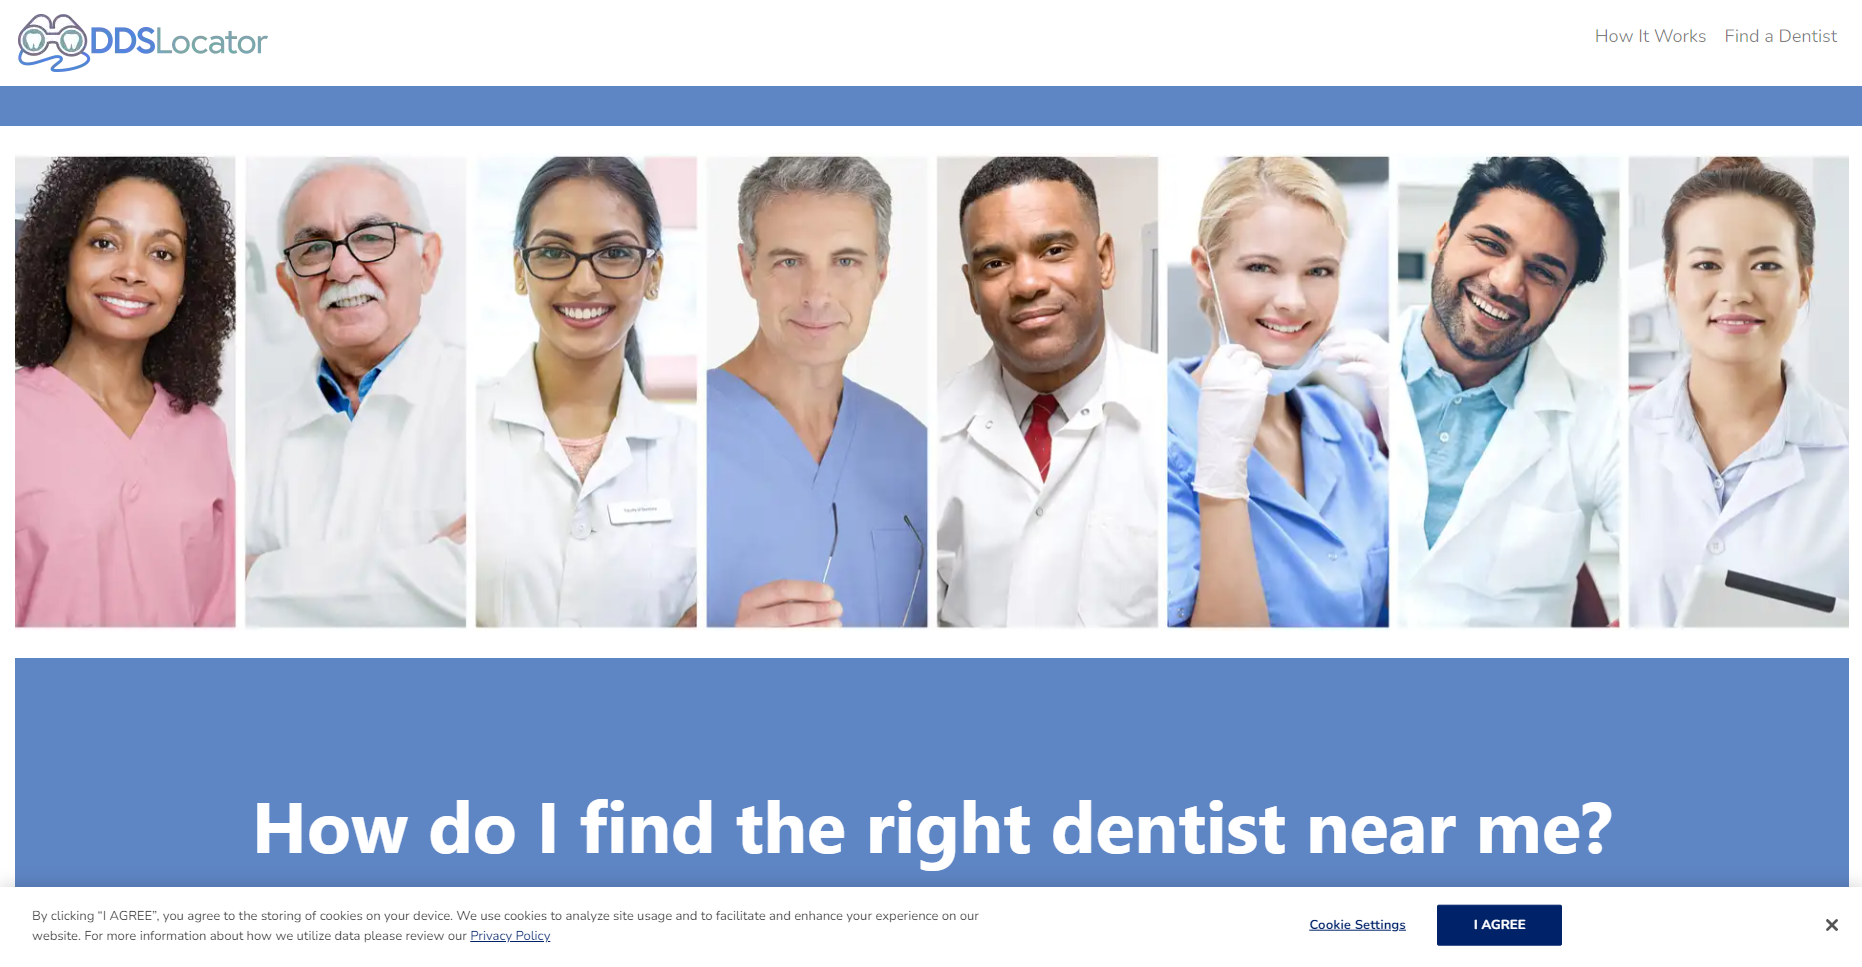 DDSLocator
How It Works
Find a Dentist
How do I find the right dentist near me?
By clicking “I AGREE”, you agree to the storing of cookies on your device. We use cookies to analyze site usage and to facilitate and enhance your experience on our
website. For more information about how we utilize data please review our Privacy Policy
Cookie Settings
I AGREE